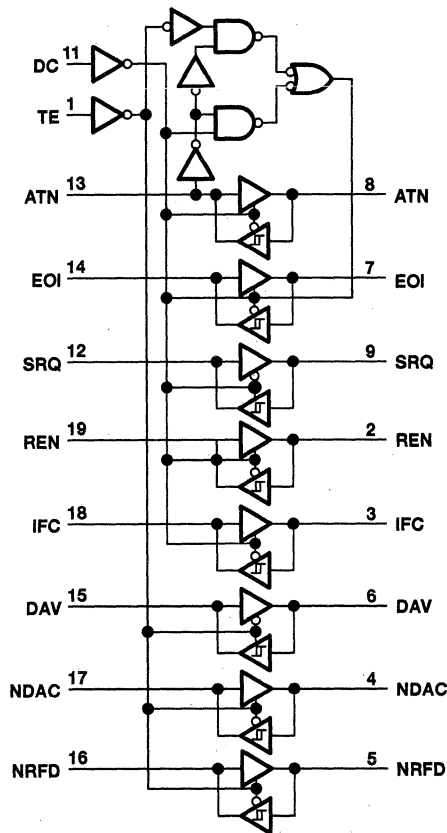 DC 11
TE 1
ATN 13 8 ATN
EOI 14 7 EOI
SRQ 12 9 SRQ
REN 19 2 REN
IFC 18 3 IFC
DAV 15 6 DAV
NDAC 17 4 NDAC
NRFD 16 5 NRFD